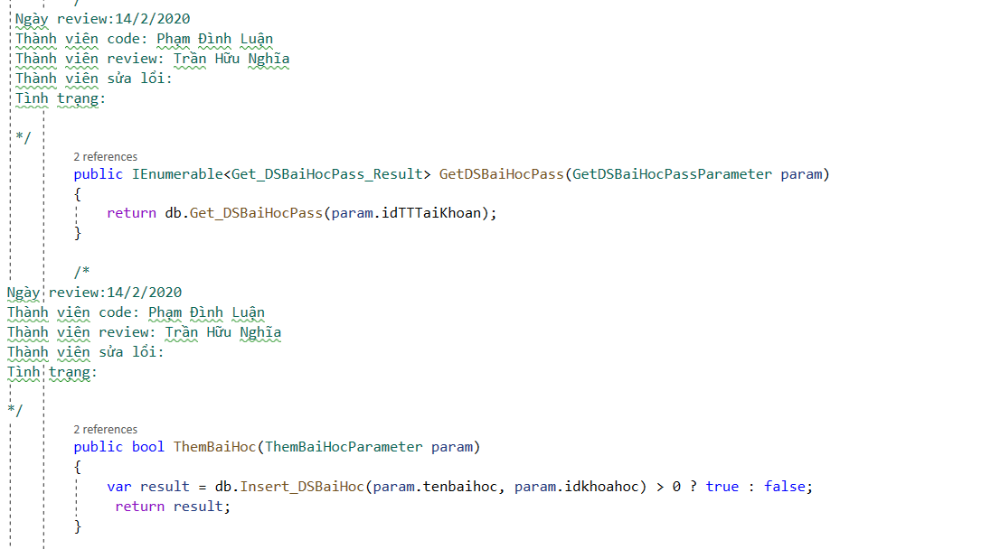 Ngày review:14/2/2020
Thành viên code: Phạm Đình Luận
Thành viên review: Trần Hữu Nghĩa
Thành viên sửa lổi:
Tình trạng:
*/
2 references
public IEnumerable<Get_DSBaiHocPass_Result> GetDSBaiHocPass(GetDSBaiHocPassParameter param)
{
return db.Get_DSBaiHocPass(param.idTTTaiKhoan);
}
/*
Ngày review:14/2/2020
Thành viên code: Phạm Đình Luận
Thành viên review: Trần Hữu Nghĩa
Thành viên sửa lổi:
Tình trạng:
*/
2 references
public bool ThemBaiHoc(ThemBaiHocParameter param)
{
var result = db.Insert_DSBaiHoc(param.tenbaihoc, param.idkhoahoc) > 0 ? true : false;
return result;
}